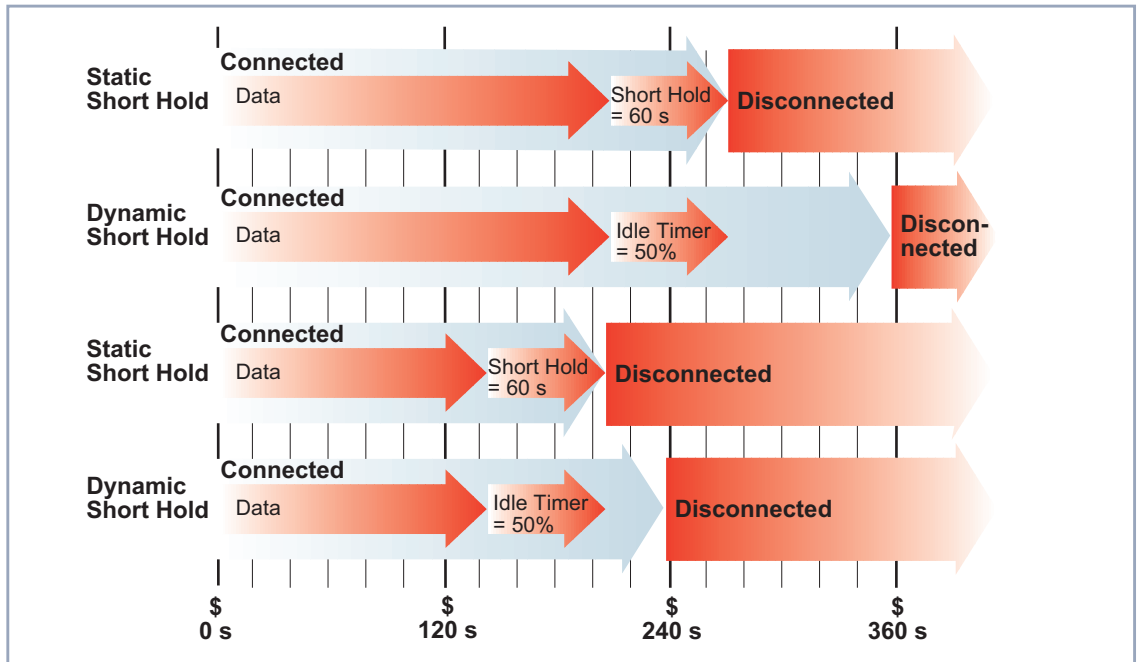 Static
Short Hold
Connected
Data
Short Hold
= 60 s
Disconnected
Dynamic
Short Hold
Connected
Data
Idle Timer
= 50%
Discon-
nected
Static
Short Hold
Connected
Data
Short Hold
= 60 s
Disconnected
Dynamic
Short Hold
Connected
Data
Idle Timer
= 50%
Disconnected
$ $ $ $
0 s 120 s 240 s 360 s